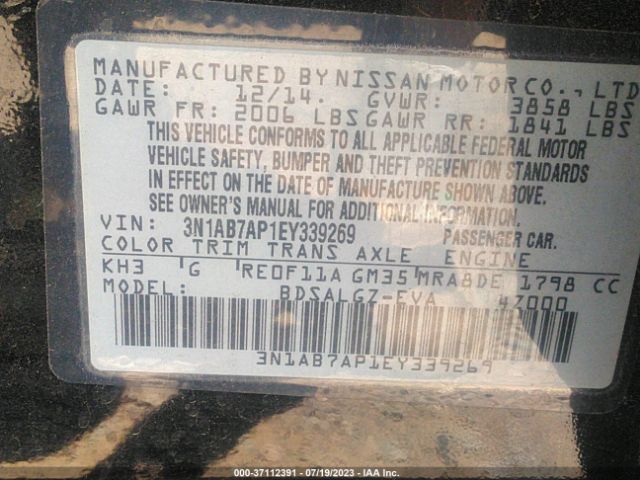 MANUFACTURED BY NISSAN MOTOR CO., LTD
DATE: 12/14. GVWR: 3858 LBS
GAWR FR: 2006 LBS GAWR RR: 1841 LBS
THIS VEHICLE CONFORMS TO ALL APPLICABLE FEDERAL MOTOR
VEHICLE SAFETY, BUMPER AND THEFT PREVENTION STANDARDS
IN EFFECT ON THE DATE OF MANUFACTURE SHOWN ABOVE.
SEE OWNER'S MANUAL FOR ADDITIONAL INFORMATION.
VIN: 3N1AB7AP1EY339269 PASSENGER CAR.
COLOR TRIM TRANS AXLE ENGINE
KH3 G RE0F11A GM35 MRA8DE 1798 CC
MODEL: BDSALGZ-EVA 47000
3N1AB7AP1EY339269
000-37112391 / 07/19/2023 - IAA Inc.